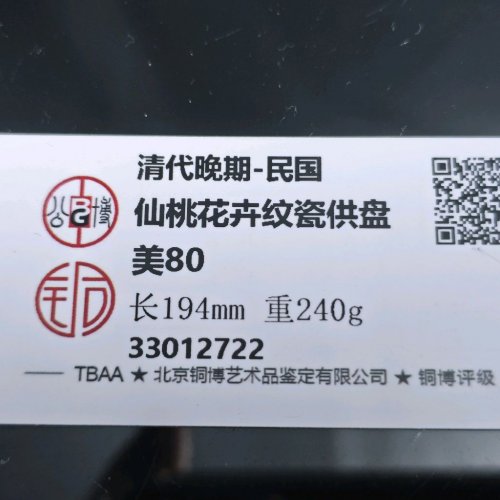 清代晚期-民国
公博
仙桃花卉纹瓷供盘
美80
长194mm 重240g
33012722
TBAA ★ 北京铜博艺术品鉴定有限公司 ★ 铜博评级